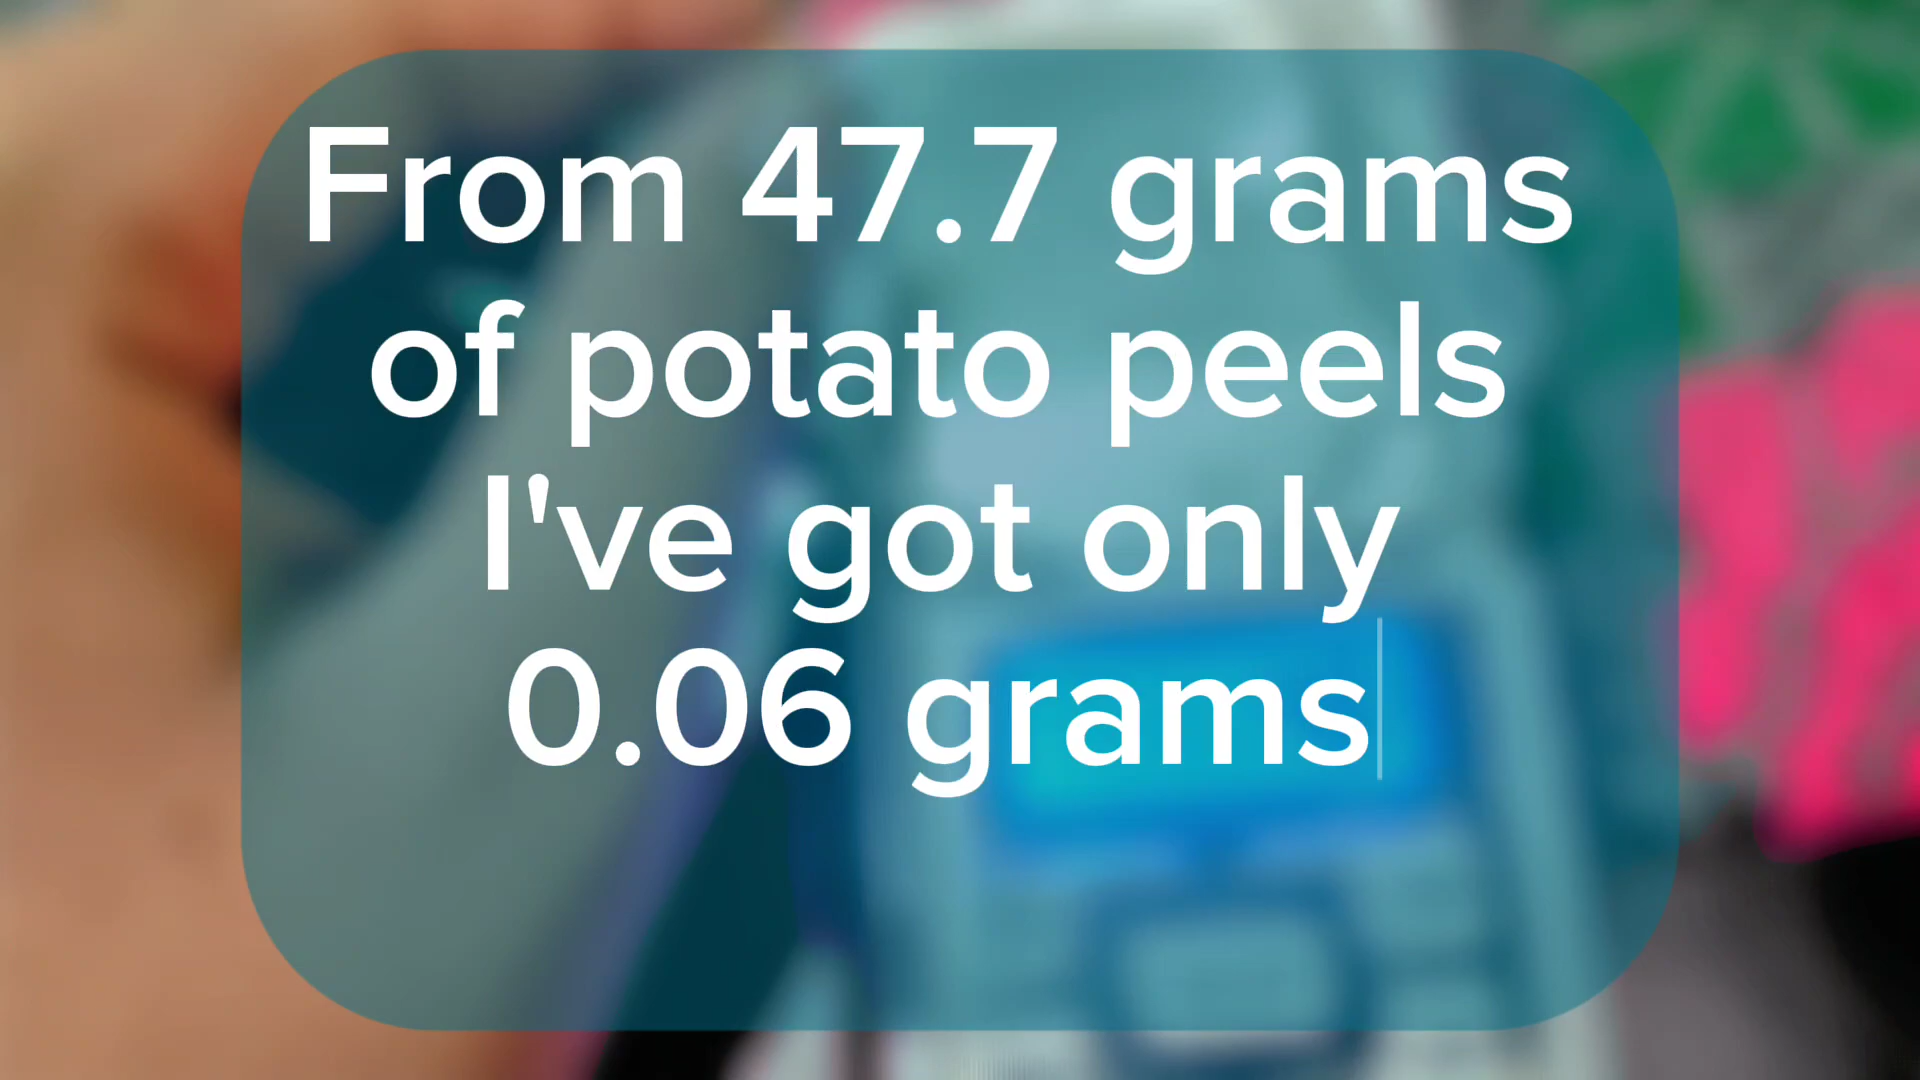 From 47.7 grams
of potato peels
I've got only
0.06 grams